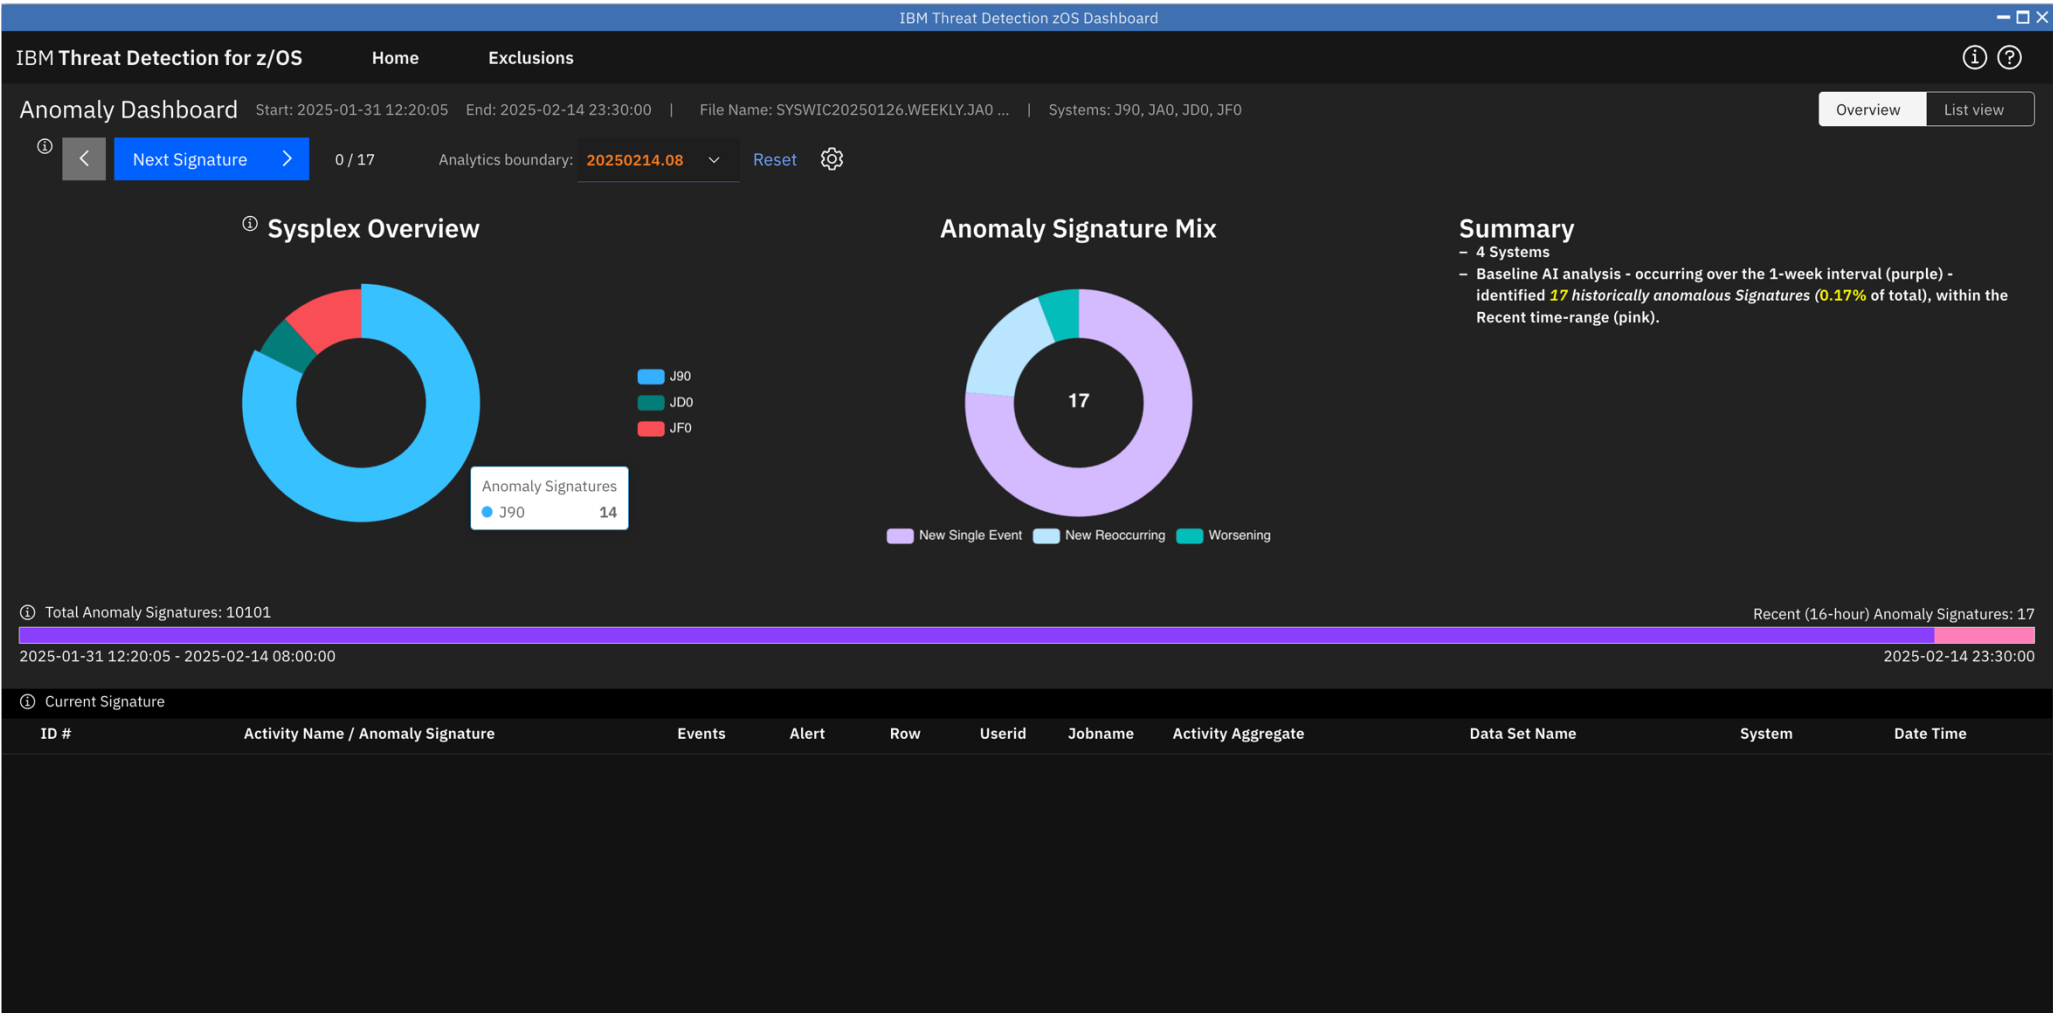 IBM Threat Detection zOS Dashboard
IBM Threat Detection for z/OS Home Exclusions
Anomaly Dashboard Start: 2025-01-31 12:20:05 End: 2025-02-14 23:30:00 | File Name: SYSWIC20250126.WEEKLY.JA0 ... | Systems: J90, JA0, JD0, JF0 Overview List view
Next Signature 0 / 17 Analytics boundary: 20250214.08 Reset
Sysplex Overview
J90
JD0
JF0
Anomaly Signatures
J90 14
Anomaly Signature Mix
17
New Single Event New Reoccurring Worsening
Summary
– 4 Systems
– Baseline AI analysis - occurring over the 1-week interval (purple) -
identified 17 historically anomalous Signatures (0.17% of total), within the
Recent time-range (pink).
Total Anomaly Signatures: 10101 Recent (16-hour) Anomaly Signatures: 17
2025-01-31 12:20:05 - 2025-02-14 08:00:00 2025-02-14 23:30:00
Current Signature
ID # Activity Name / Anomaly Signature Events Alert Row Userid Jobname Activity Aggregate Data Set Name System Date Time